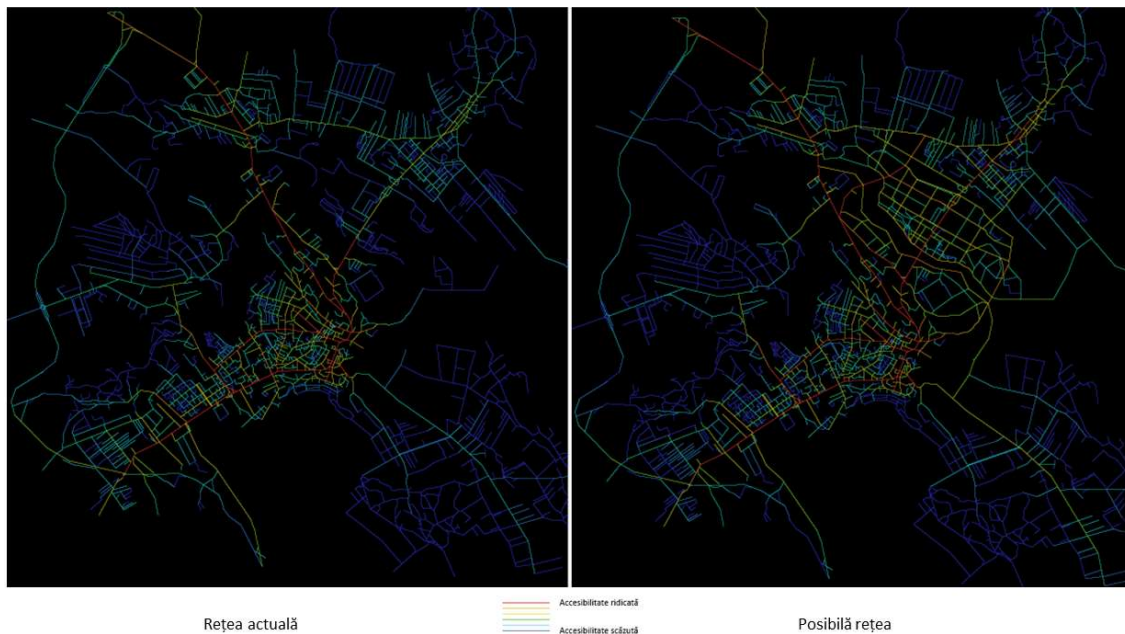 Accesibilitate ridicată
Accesibilitate scăzută
Rețea actuală
Posibilă rețea